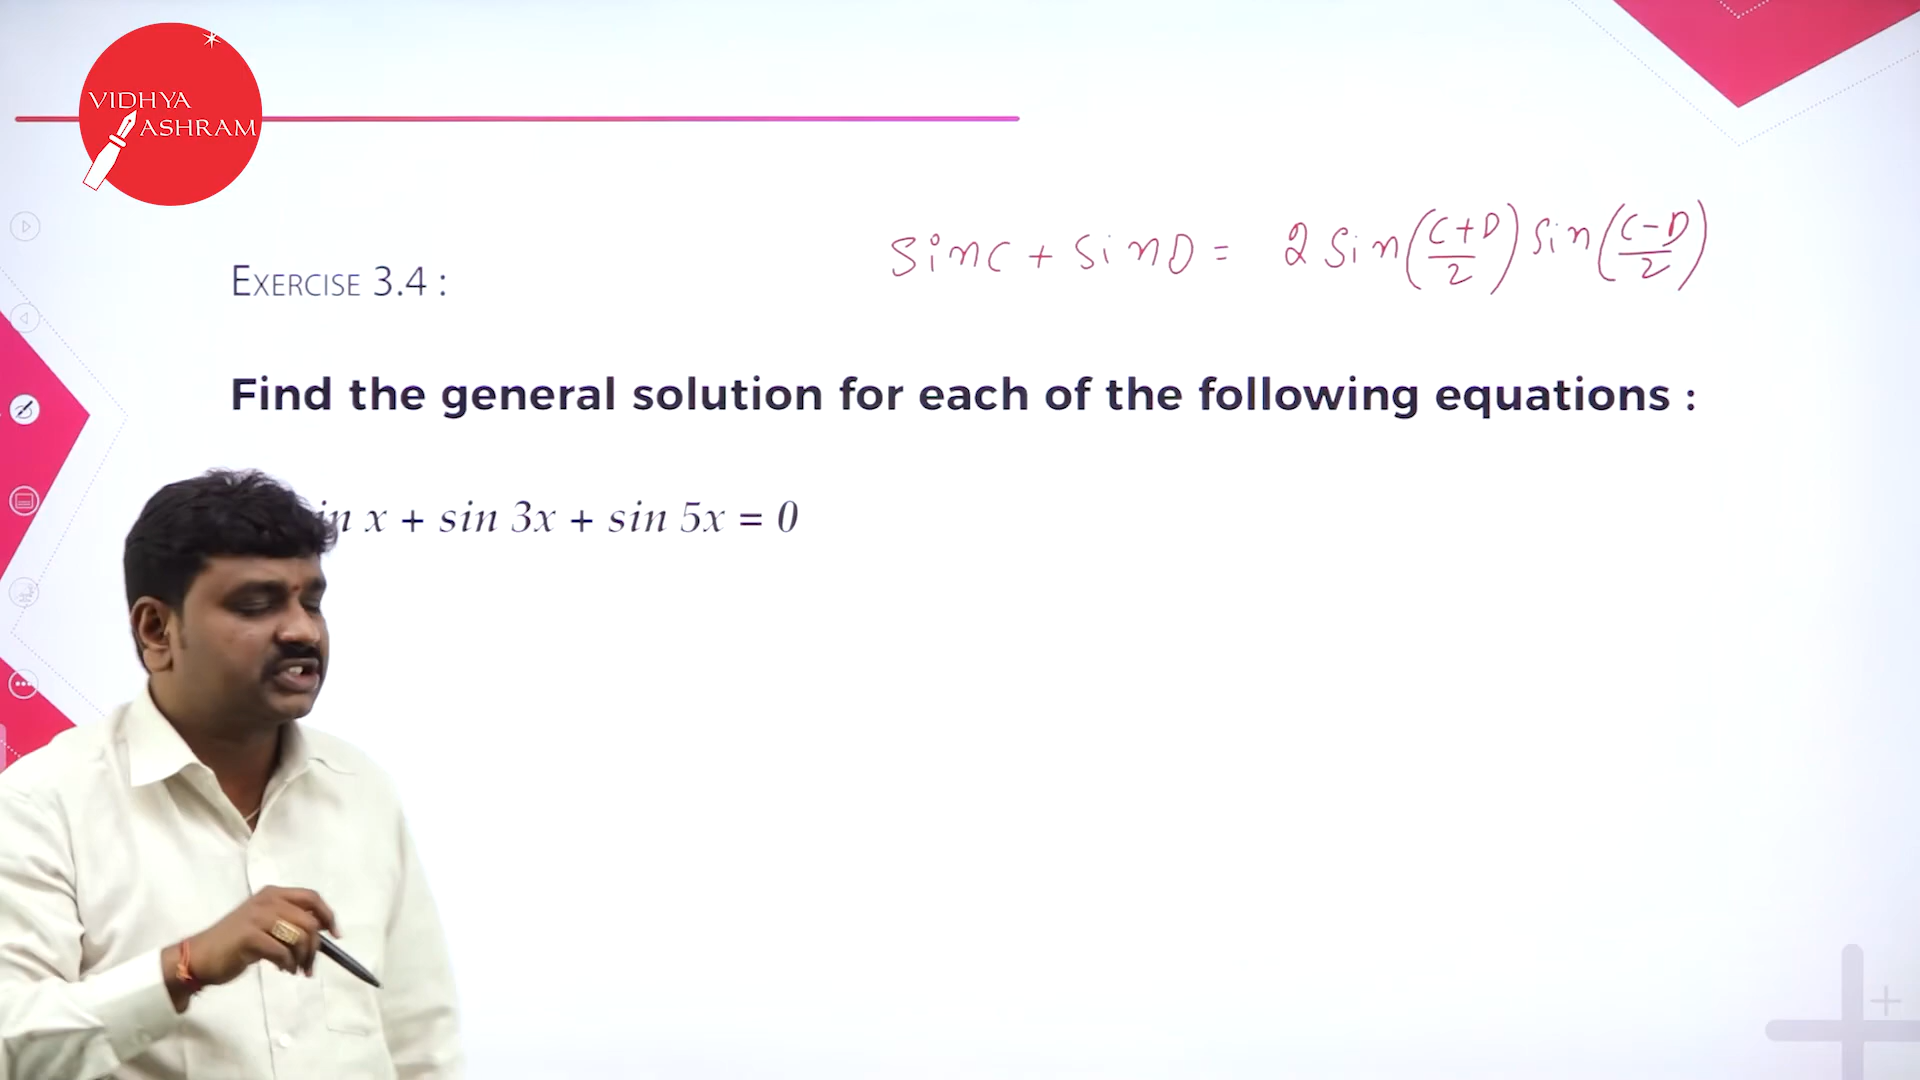 VIDHYA
ASHRAM
sinC + sinD = 2 sin(C+D/2) sin(C-D/2)
EXERCISE 3.4 :
Find the general solution for each of the following equations :
x + sin 3x + sin 5x = 0